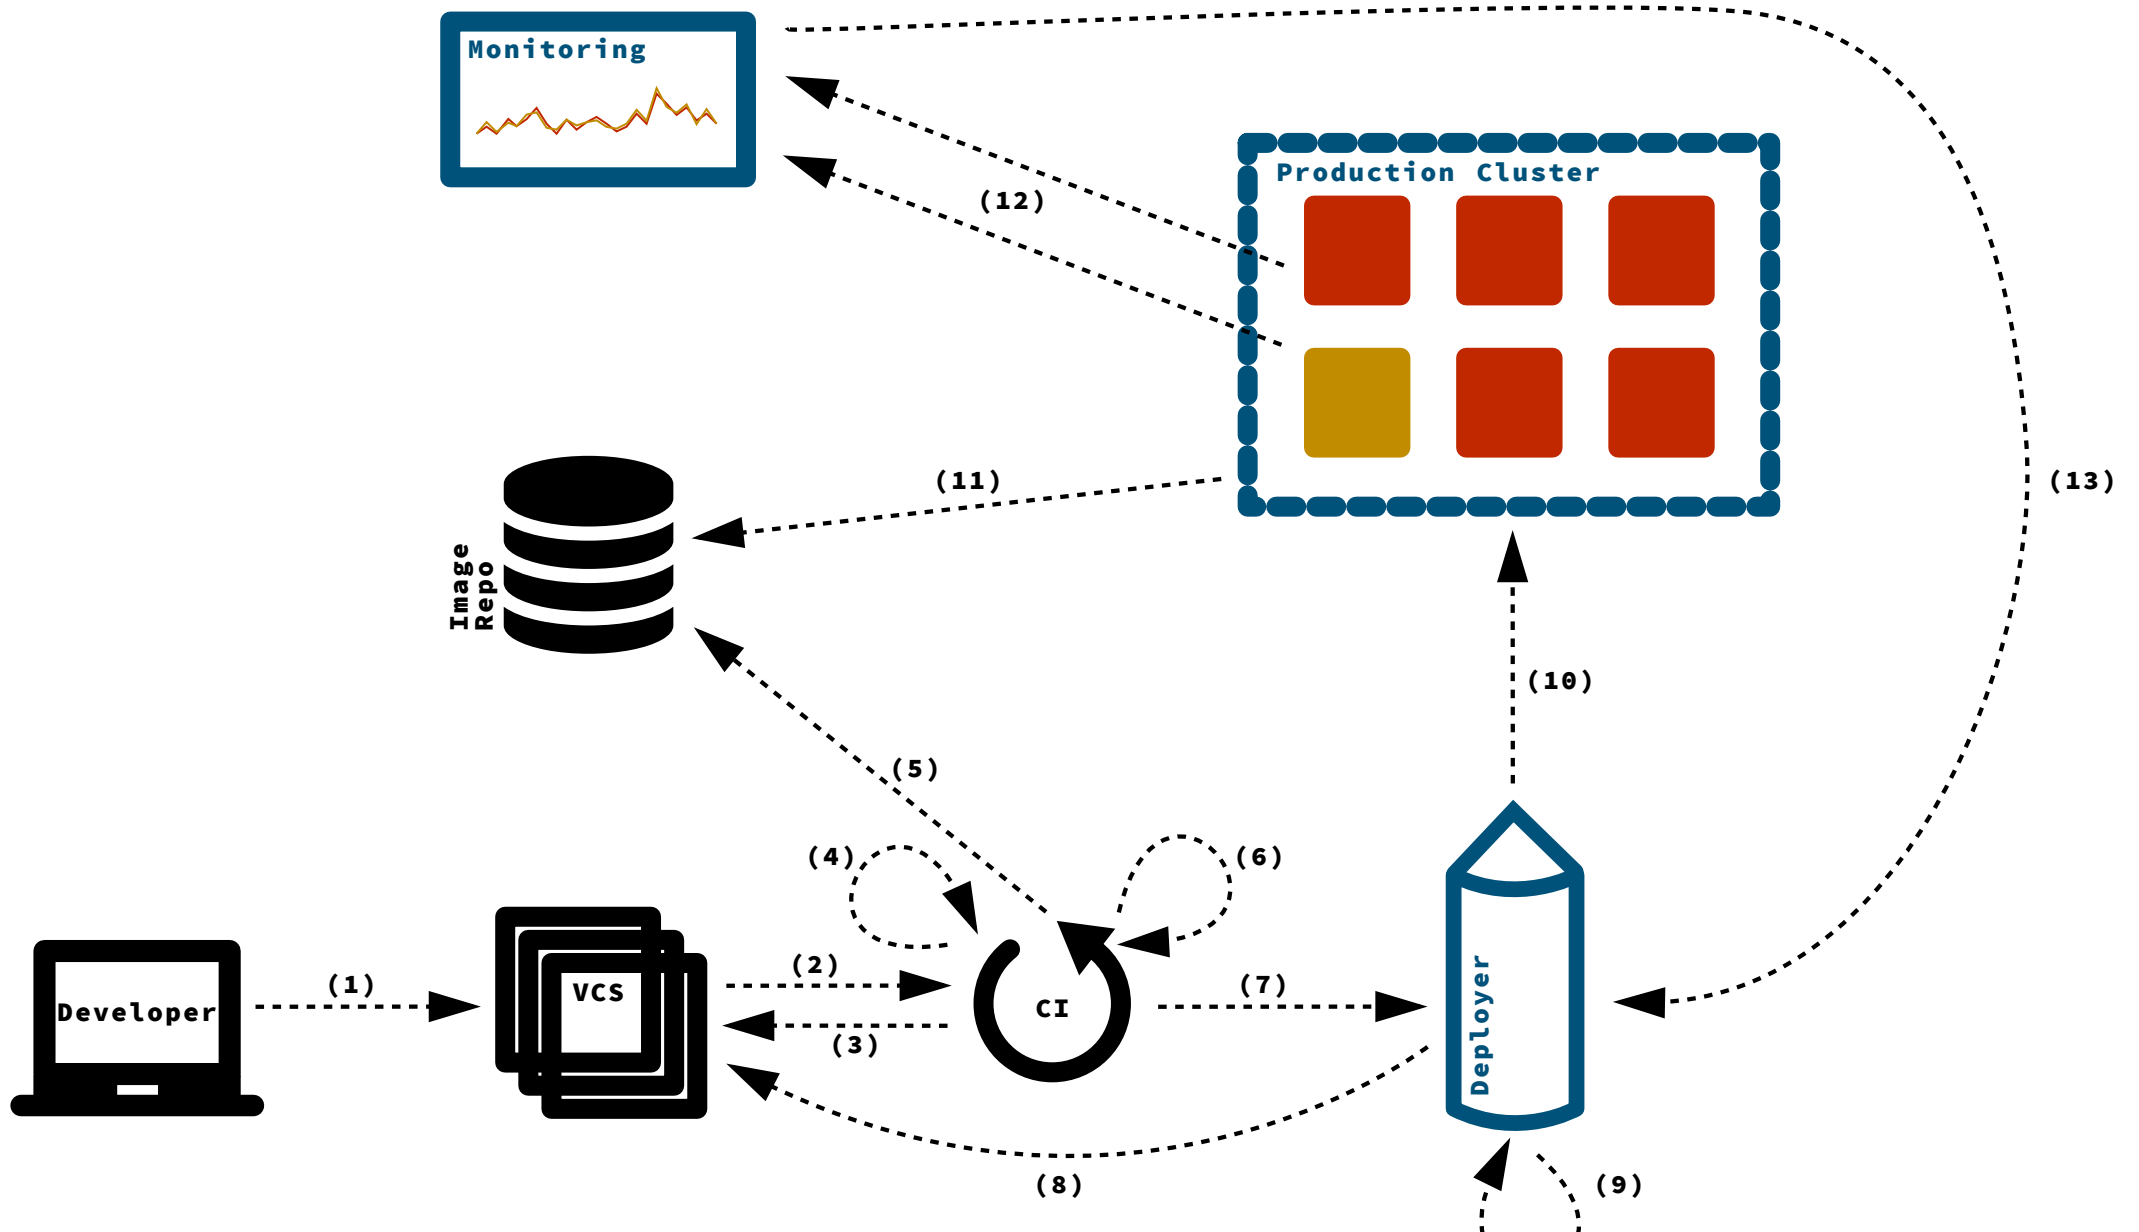 Monitoring
Production Cluster
(12)
(11)
(13)
Image
Repo
(10)
(5)
(4)
(6)
Developer
(1)
VCS
(2)
(3)
CI
(7)
Deployer
(8)
(9)